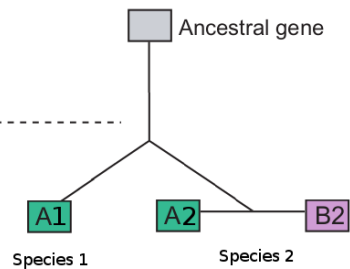 Ancestral gene
A1
A2
B2
Species 1
Species 2